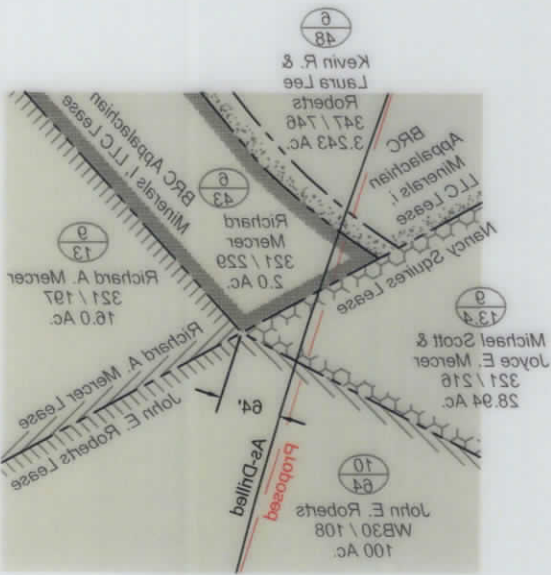 6
48
Kevin R. &
Laura Lee
Roberts
347 / 746
3.243 Ac.
BRC
Appalachian
Minerals I,
LLC Lease
BRC Appalachian
Minerals I, LLC Lease
6
43
Richard
Mercer
321 / 229
2.0 Ac.
Nancy Squires Lease
9
13
Richard A. Mercer
321 / 197
16.0 Ac.
9
13.4
Michael Scott &
Joyce E. Mercer
321 / 216
28.94 Ac.
Richard A. Mercer Lease
John E. Roberts Lease
64'
As-Drilled
Proposed
10
64
John E. Roberts
WB30 / 108
100 Ac.